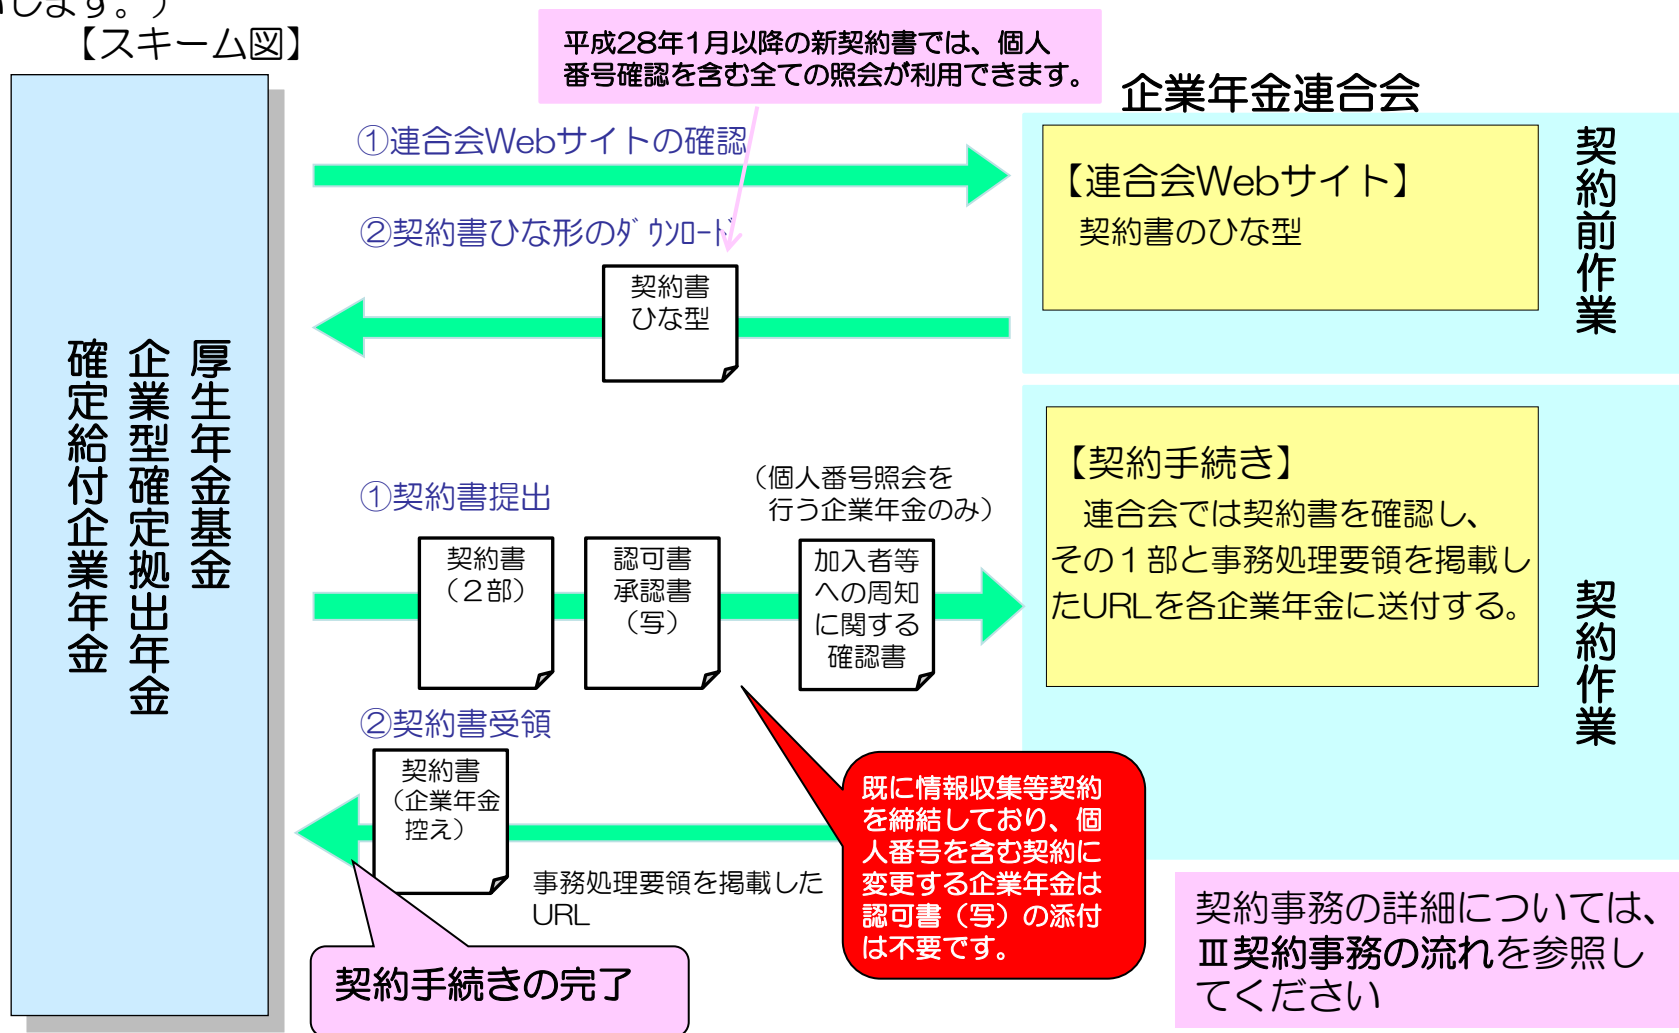 いします。）
【スキーム図】
平成28年1月以降の新契約書では、個人
番号確認を含む全ての照会が利用できます。
企業年金連合会
厚生年金基金
企業型確定拠出年金
確定給付企業年金
①連合会Webサイトの確認
【連合会Webサイト】
契約書のひな型
契約前作業
②契約書ひな形のﾀﾞｳﾝﾛｰﾄﾞ
契約書
ひな型
①契約書提出
（個人番号照会を
行う企業年金のみ）
契約書
（２部）
認可書
承認書
（写）
加入者等
への周知
に関する
確認書
【契約手続き】
連合会では契約書を確認し、
その１部と事務処理要領を掲載し
たURLを各企業年金に送付する。
契約作業
②契約書受領
契約書
（企業年金
控え）
事務処理要領を掲載した
URL
既に情報収集等契約
を締結しており、個
人番号を含む契約に
変更する企業年金は
認可書（写）の添付
は不要です。
契約手続きの完了
契約事務の詳細については、
Ⅲ契約事務の流れを参照し
てください